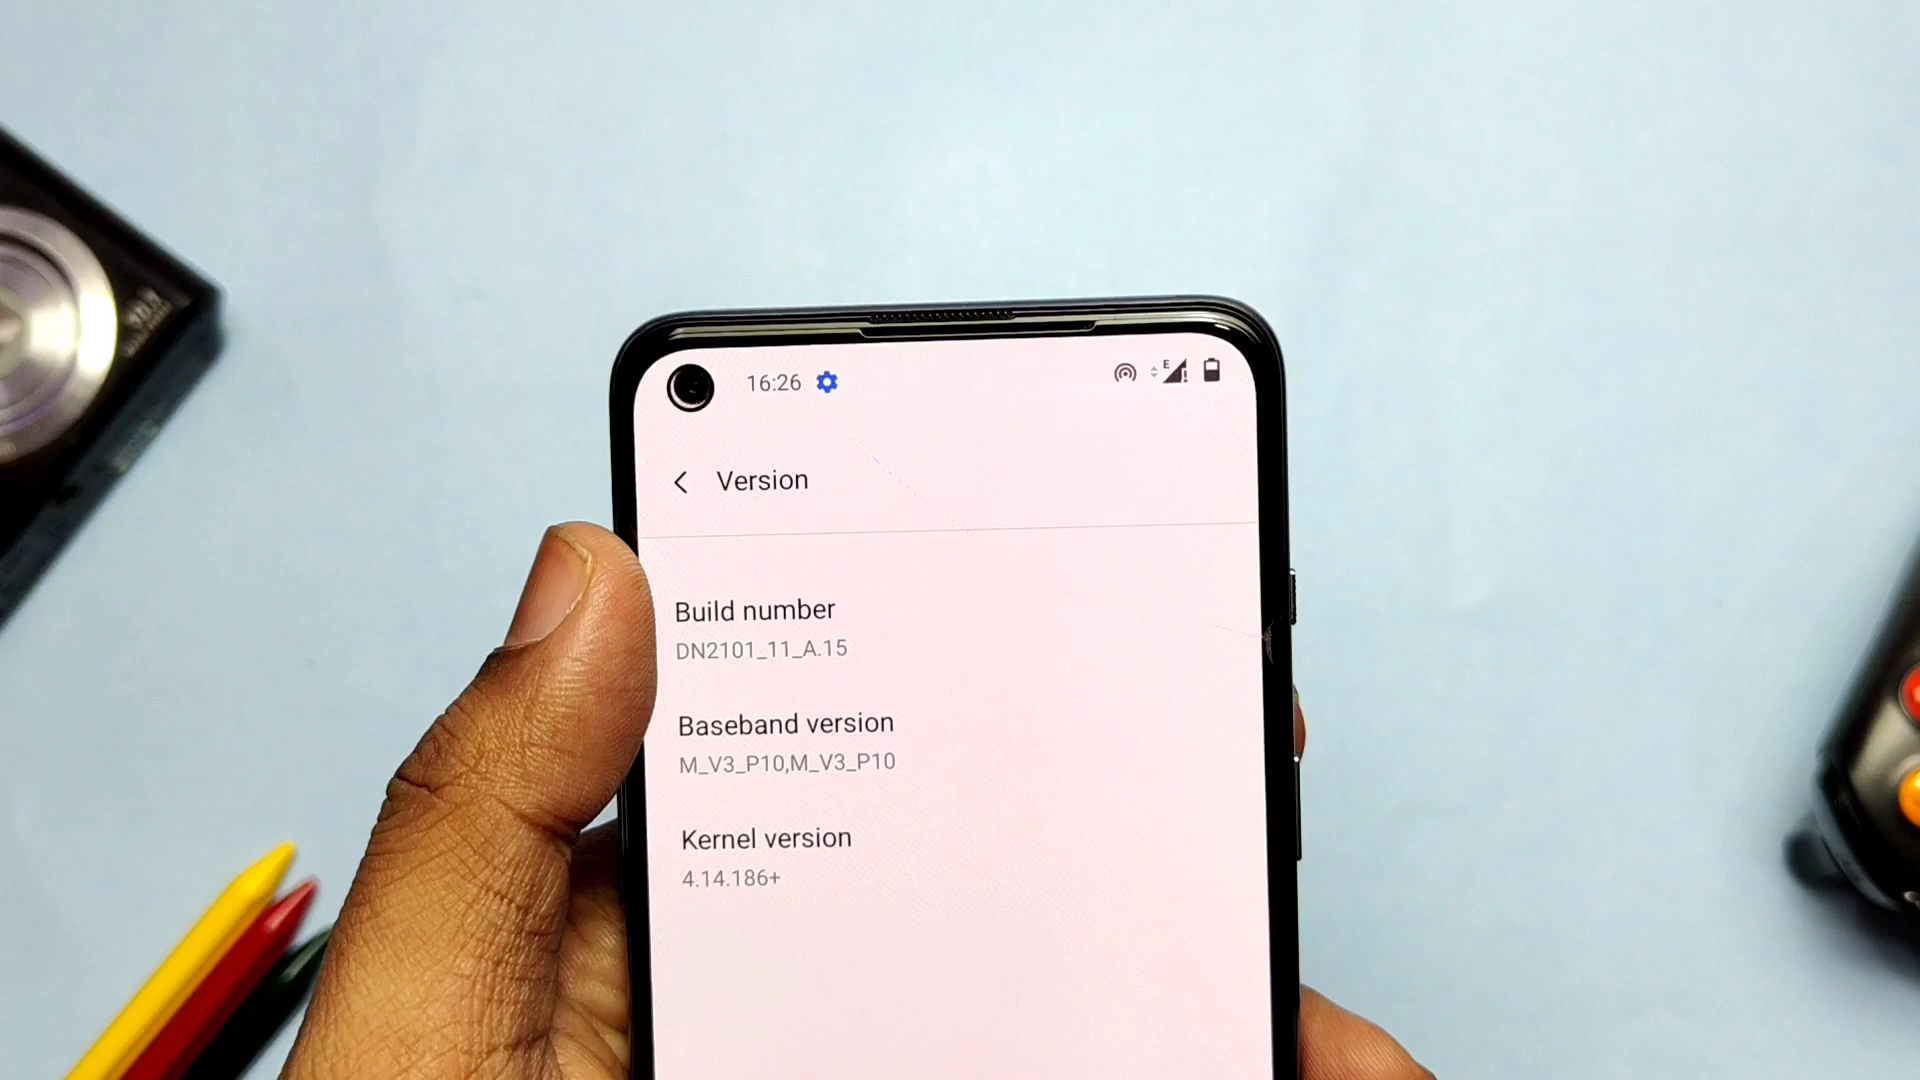 16:26
E
Version
Build number
DN2101_11_A.15
Baseband version
M_V3_P10,M_V3_P10
Kernel version
4.14.186+